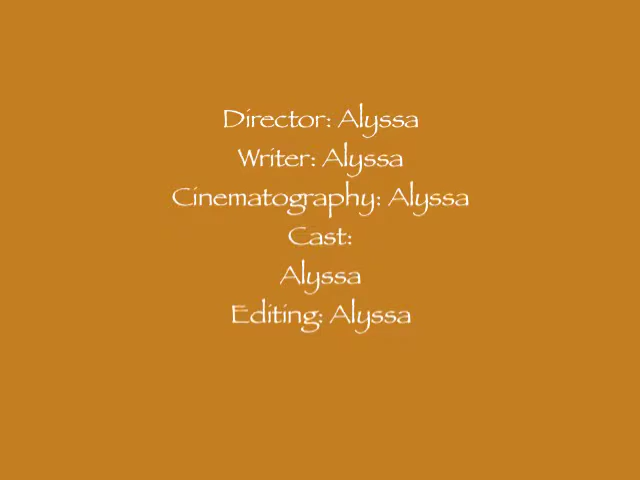 Director: Alyssa
Writer: Alyssa
Cinematography: Alyssa
Cast:
Alyssa
Editing: Alyssa